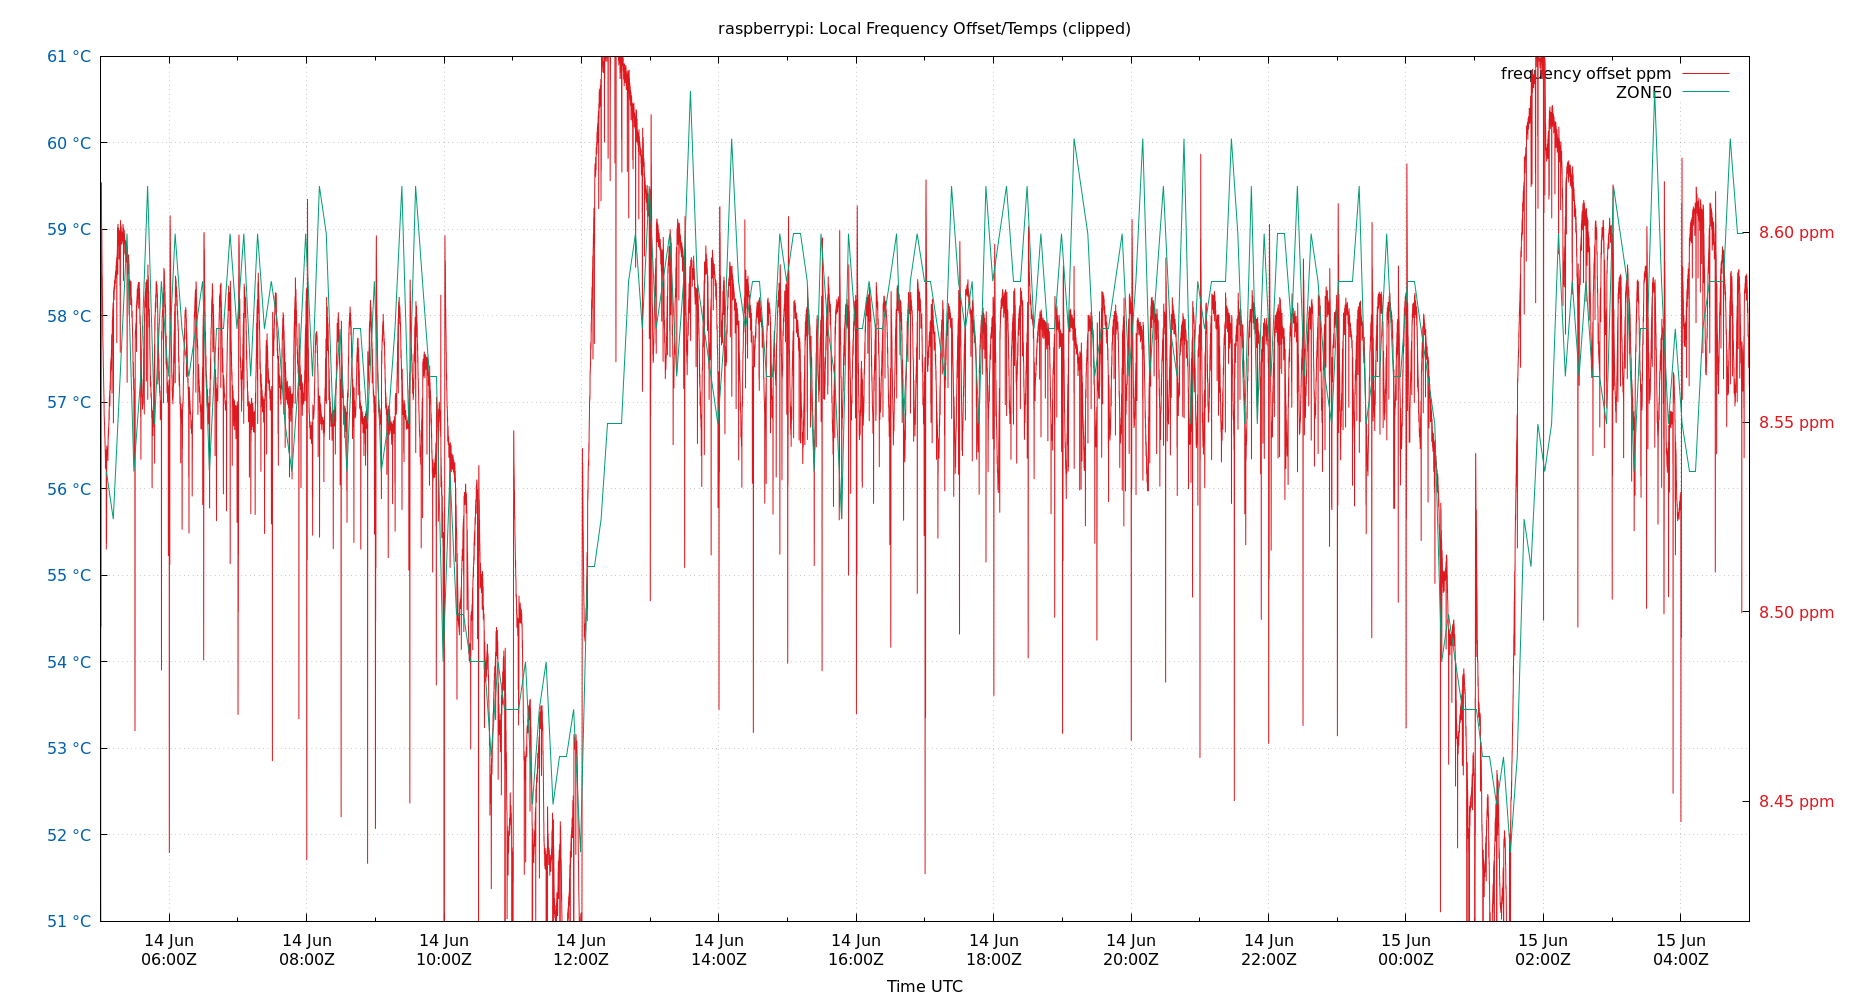 raspberrypi: Local Frequency Offset/Temps (clipped)
61 °C
60 °C
59 °C
58 °C
57 °C
56 °C
55 °C
54 °C
53 °C
52 °C
51 °C
frequency offset ppm
ZONE0
8.60 ppm
8.55 ppm
8.50 ppm
8.45 ppm
14 Jun 14 Jun 14 Jun 14 Jun 14 Jun 14 Jun 14 Jun 14 Jun 14 Jun 15 Jun 15 Jun 15 Jun
06:00Z 08:00Z 10:00Z 12:00Z 14:00Z 16:00Z 18:00Z 20:00Z 22:00Z 00:00Z 02:00Z 04:00Z
Time UTC